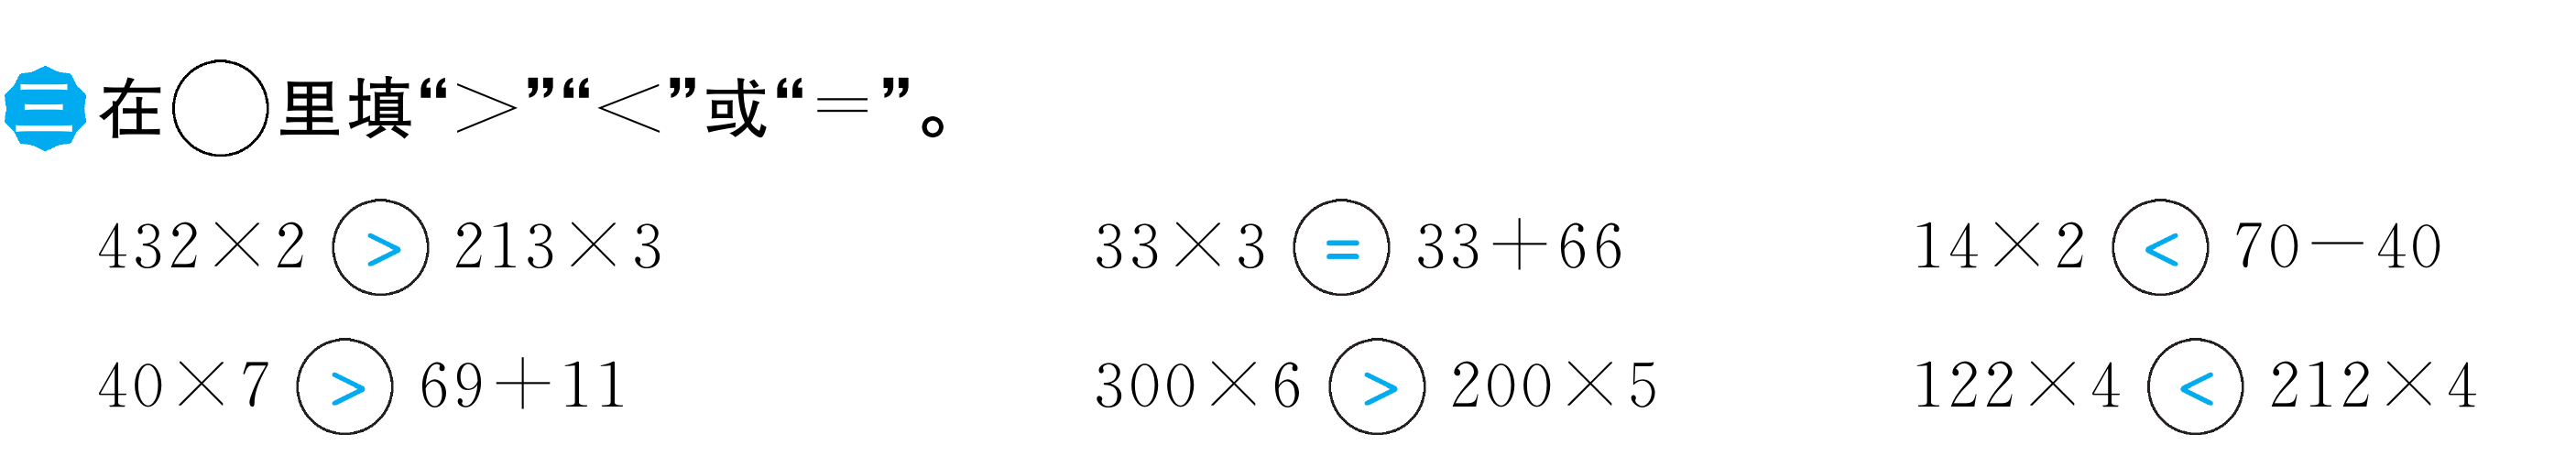 三 在○里填“>”“<”或“=”。
432×2 > 213×3 33×3 = 33+66 14×2 < 70-40
40×7 > 69+11 300×6 > 200×5 122×4 < 212×4